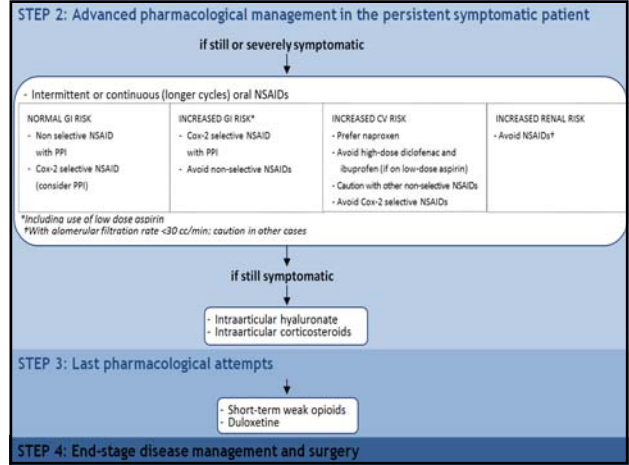 STEP 2: Advanced pharmacological management in the persistent symptomatic patient
if still or severely symptomatic
- Intermittent or continuous (longer cycles) oral NSAIDs
NORMAL GI RISK
- Non selective NSAID
with PPI
- Cox-2 selective NSAID
(consider PPI)
INCREASED GI RISK*
- Cox-2 selective NSAID
with PPI
- Avoid non-selective NSAIDs
INCREASED CV RISK
- Prefer naproxen
- Avoid high-dose diclofenac and
ibuprofen (if on low-dose aspirin)
- Caution with other non-selective NSAIDs
- Avoid Cox-2 selective NSAIDs
INCREASED RENAL RISK
- Avoid NSAIDs†
*Including use of low dose aspirin
†With alomerular filtration rate <30 cc/min; caution in other cases
if still symptomatic
- Intraarticular hyaluronate
- Intraarticular corticosteroids
STEP 3: Last pharmacological attempts
- Short-term weak opioids
- Duloxetine
STEP 4: End-stage disease management and surgery